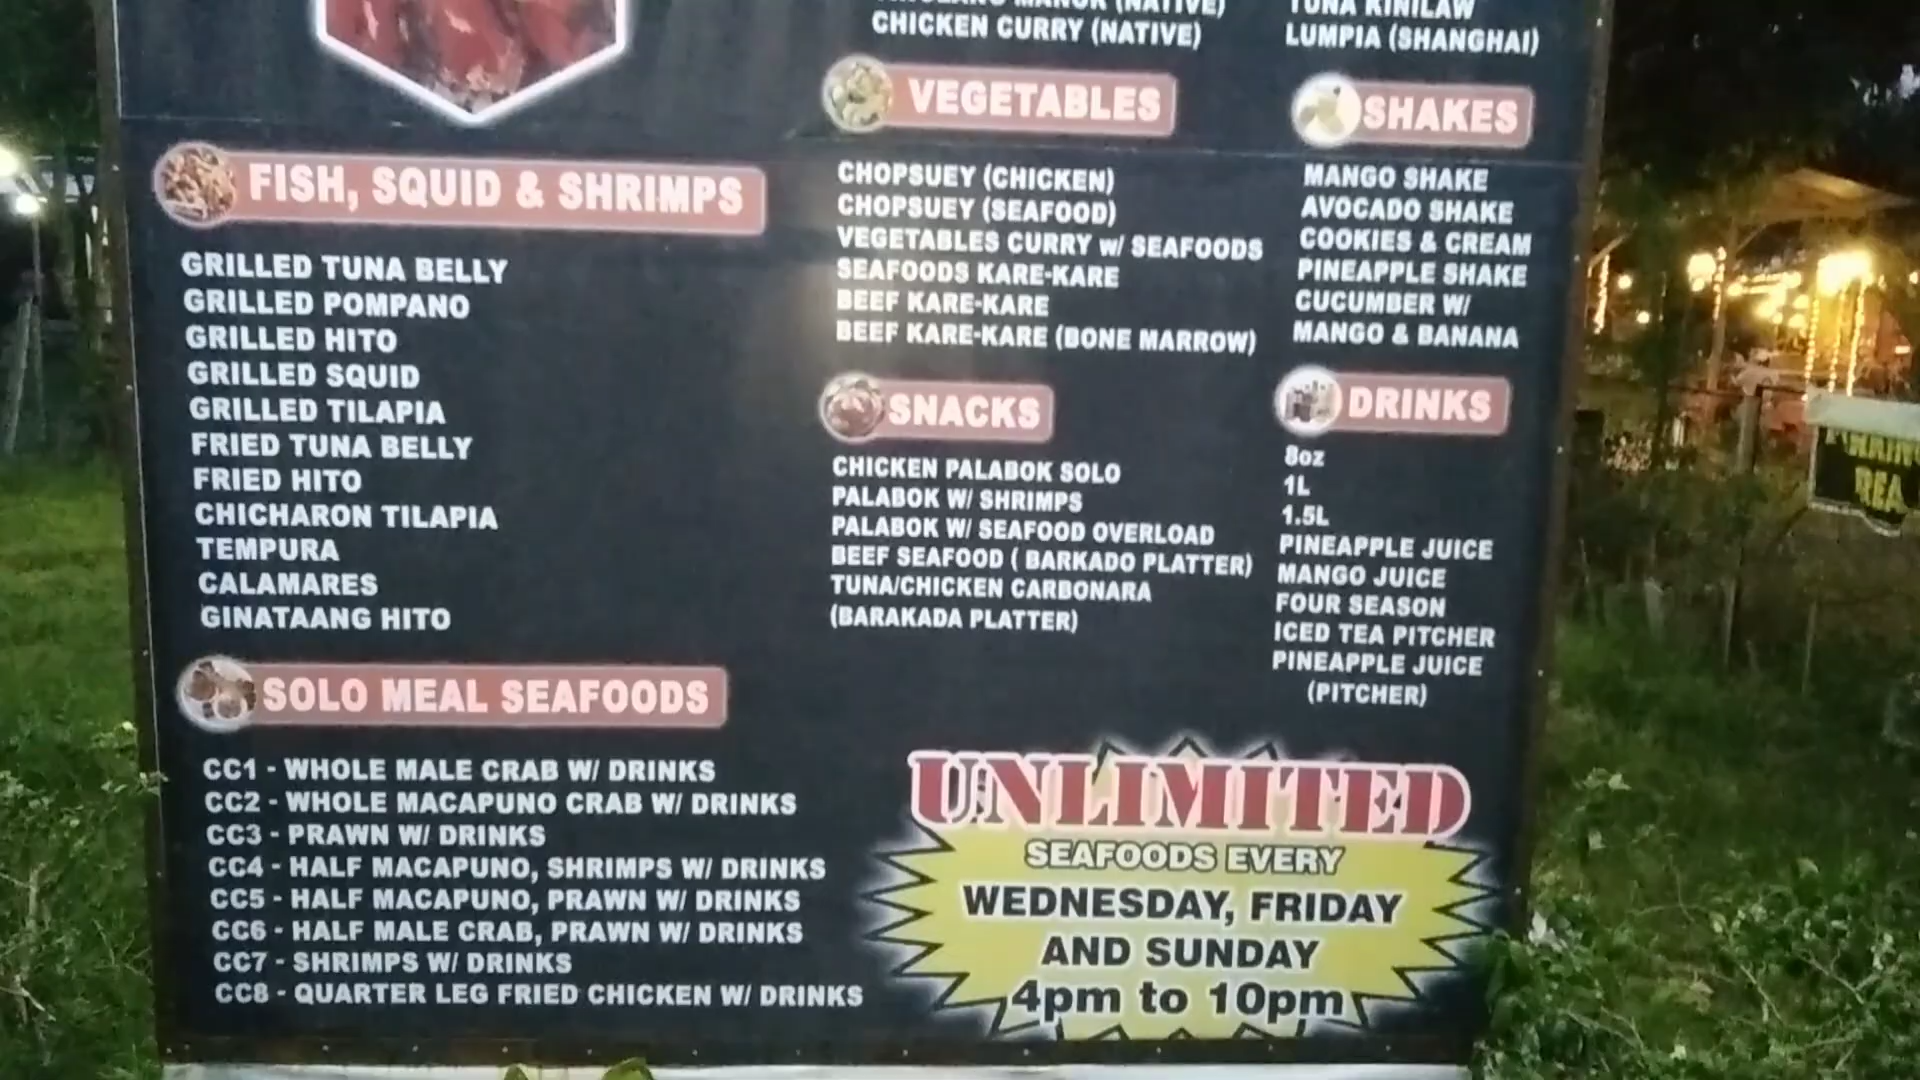 CHICKEN CURRY (NATIVE)
TUNA KINILAW
LUMPIA (SHANGHAI)
FISH, SQUID & SHRIMPS
GRILLED TUNA BELLY
GRILLED POMPANO
GRILLED HITO
GRILLED SQUID
GRILLED TILAPIA
FRIED TUNA BELLY
FRIED HITO
CHICHARON TILAPIA
TEMPURA
CALAMARES
GINATAANG HITO
SOLO MEAL SEAFOODS
CC1 - WHOLE MALE CRAB W/ DRINKS
CC2 - WHOLE MACAPUNO CRAB W/ DRINKS
CC3 - PRAWN W/ DRINKS
CC4 - HALF MACAPUNO, SHRIMPS W/ DRINKS
CC5 - HALF MACAPUNO, PRAWN W/ DRINKS
CC6 - HALF MALE CRAB, PRAWN W/ DRINKS
CC7 - SHRIMPS W/ DRINKS
CC8 - QUARTER LEG FRIED CHICKEN W/ DRINKS
VEGETABLES
CHOPSUEY (CHICKEN)
CHOPSUEY (SEAFOOD)
VEGETABLES CURRY w/ SEAFOODS
SEAFOODS KARE-KARE
BEEF KARE-KARE
BEEF KARE-KARE (BONE MARROW)
SNACKS
CHICKEN PALABOK SOLO
PALABOK W/ SHRIMPS
PALABOK W/ SEAFOOD OVERLOAD
BEEF SEAFOOD ( BARKADO PLATTER)
TUNA/CHICKEN CARBONARA
(BARAKADA PLATTER)
SHAKES
MANGO SHAKE
AVOCADO SHAKE
COOKIES & CREAM
PINEAPPLE SHAKE
CUCUMBER W/
MANGO & BANANA
DRINKS
8oz
1L
1.5L
PINEAPPLE JUICE
MANGO JUICE
FOUR SEASON
ICED TEA PITCHER
PINEAPPLE JUICE
(PITCHER)
UNLIMITED
SEAFOODS EVERY
WEDNESDAY, FRIDAY
AND SUNDAY
4pm to 10pm